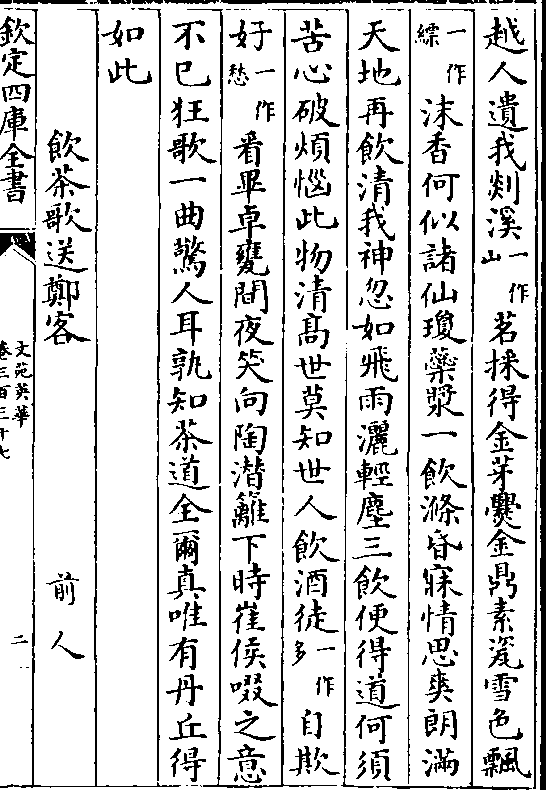 越人遺我剡溪一作山茗採得金芽爨金鼎素瓷雪色飄
一作縹沫香何似諸仙瓊蘂漿一飲滌昏寐情思爽朗滿
天地再飲清我神忽如飛雨灑輕塵三飲便得道何須
苦心破煩惱此物清髙世莫知世人飲酒徒一作多自欺
好一作愁看畢卓甕間夜笑向陶潛籬下時崔侯啜之意
不已狂歌一曲驚人耳孰知茶道全爾真唯有丹丘得
如此
飲茶歌送鄭客 前人
欽定四庫全書 文苑英華 卷三百三十七 二